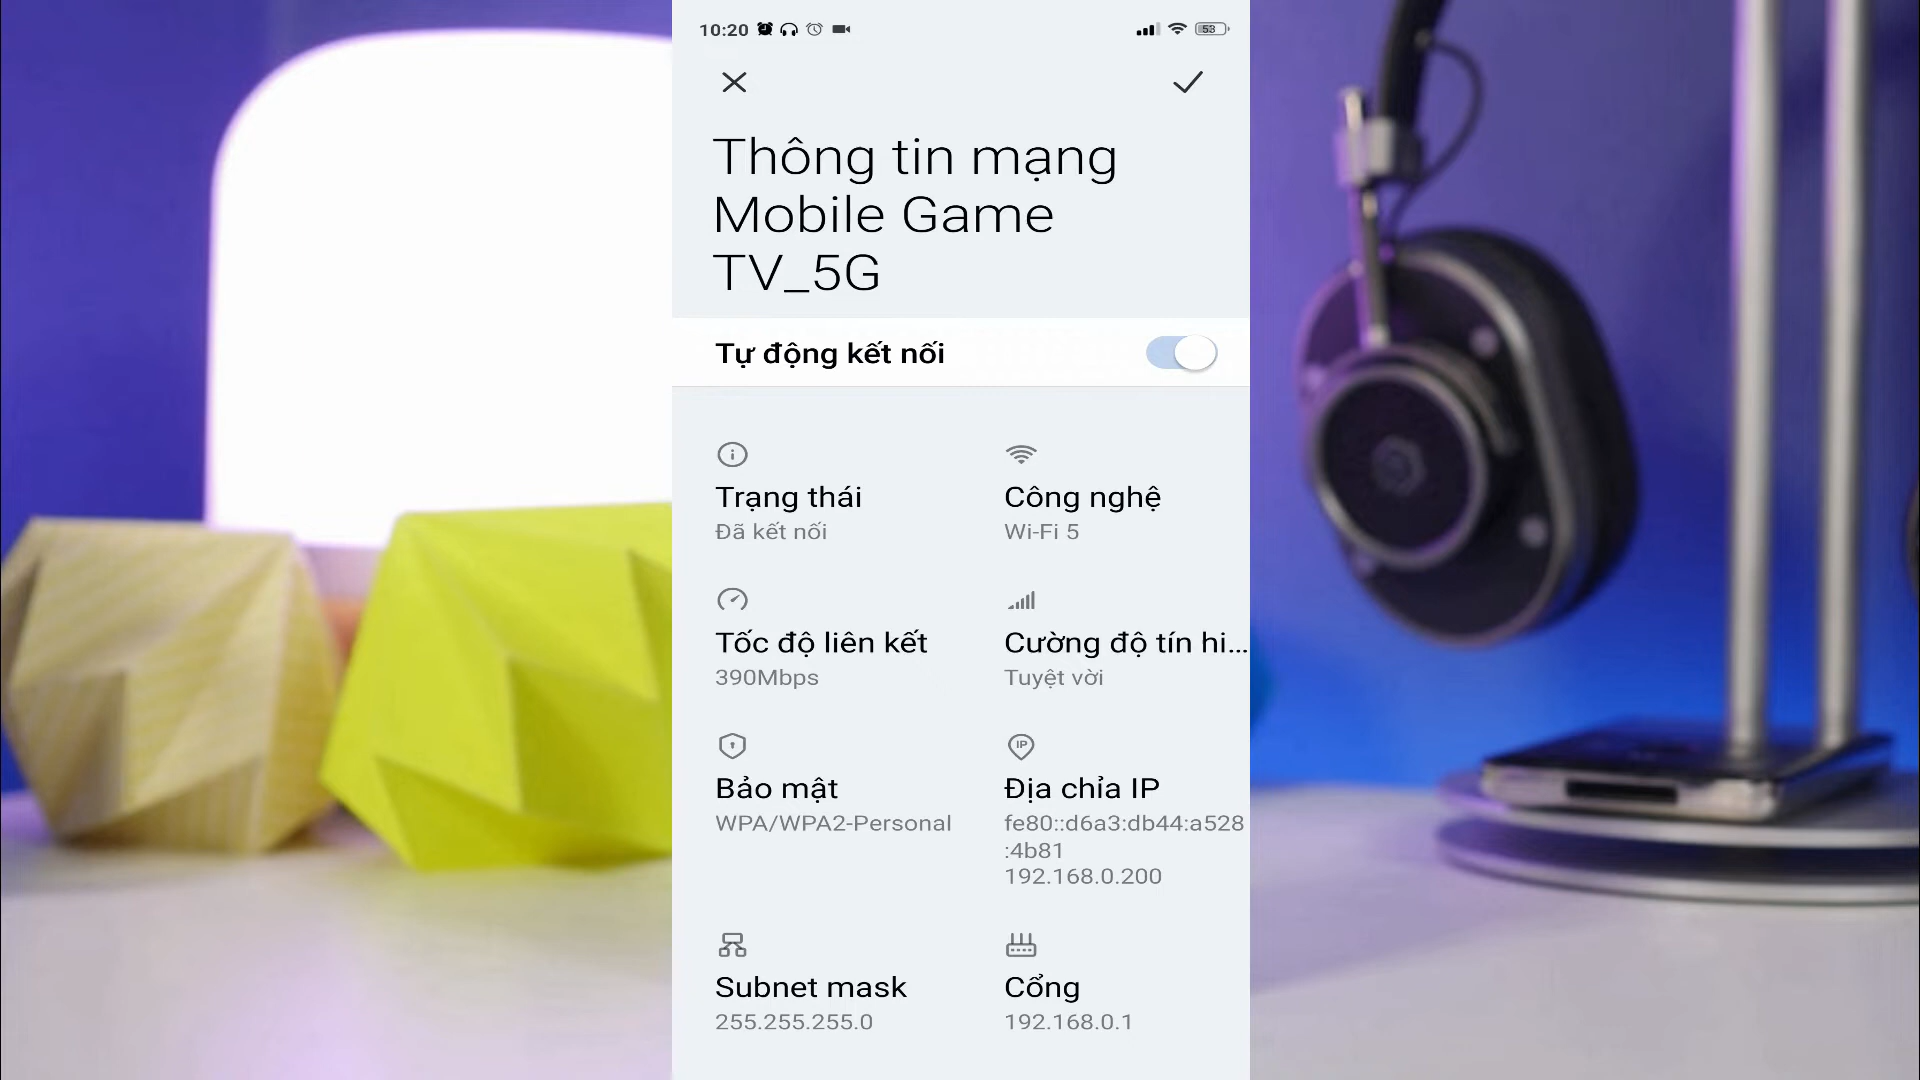 10:20
53
Thông tin mạng
Mobile Game
TV_5G
Tự động kết nối
Trạng thái
Đã kết nối
Công nghệ
Wi-Fi 5
Tốc độ liên kết
390Mbps
Cường độ tín hi...
Tuyệt vời
Bảo mật
WPA/WPA2-Personal
IP
Địa chỉa IP
fe80::d6a3:db44:a528
:4b81
192.168.0.200
Subnet mask
255.255.255.0
Cổng
192.168.0.1